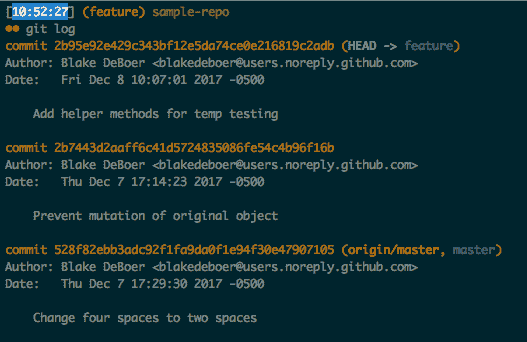 [10:52:27] (feature) sample-repo
●● git log
commit 2b95e92e429c343bf12e5da74ce0e216819c2adb (HEAD -> feature)
Author: Blake DeBoer <blakedeboer@users.noreply.github.com>
Date:   Fri Dec 8 10:07:01 2017 -0500
    Add helper methods for temp testing
commit 2b7443d2aaff6c41d5724835086fe54c4b96f16b
Author: Blake DeBoer <blakedeboer@users.noreply.github.com>
Date:   Thu Dec 7 17:14:23 2017 -0500
    Prevent mutation of original object
commit 528f82ebb3adc92f1fa9da0f1e94f30e47907105 (origin/master, master)
Author: Blake DeBoer <blakedeboer@users.noreply.github.com>
Date:   Thu Dec 7 17:29:30 2017 -0500
    Change four spaces to two spaces